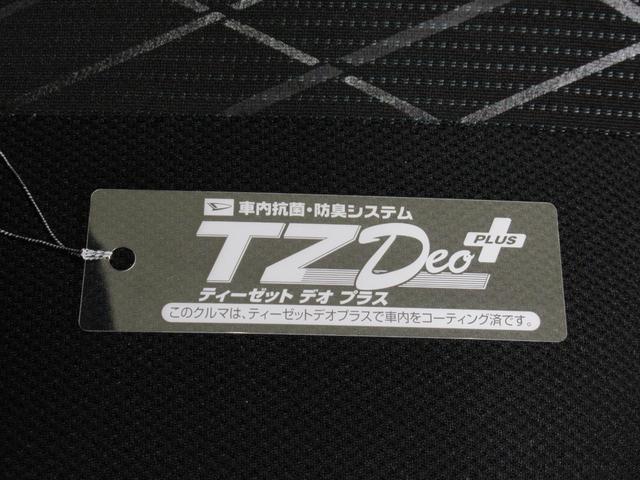 車内抗菌・防臭システム
TZ Deo PLUS
ティーゼット デオ プラス
このクルマは、ティーゼットデオプラスで車内をコーティング済です。